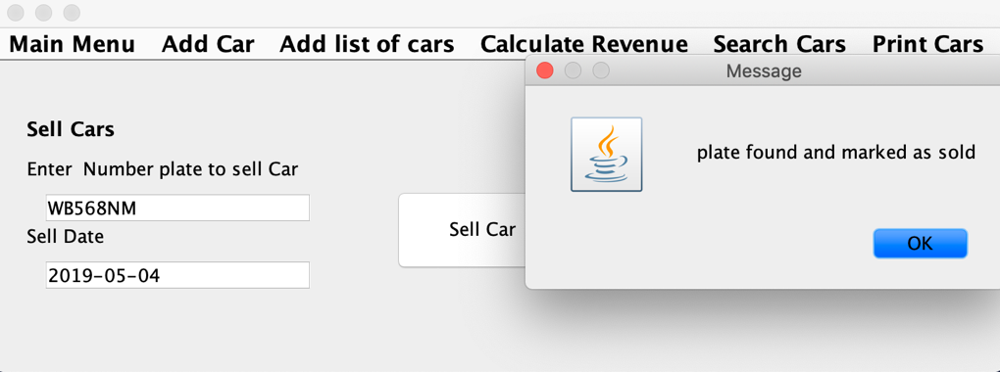 Main Menu Add Car Add list of cars Calculate Revenue Search Cars Print Cars
Message
Sell Cars
plate found and marked as sold
Enter  Number plate to sell Car
WB568NM
Sell Car
Sell Date
OK
2019-05-04